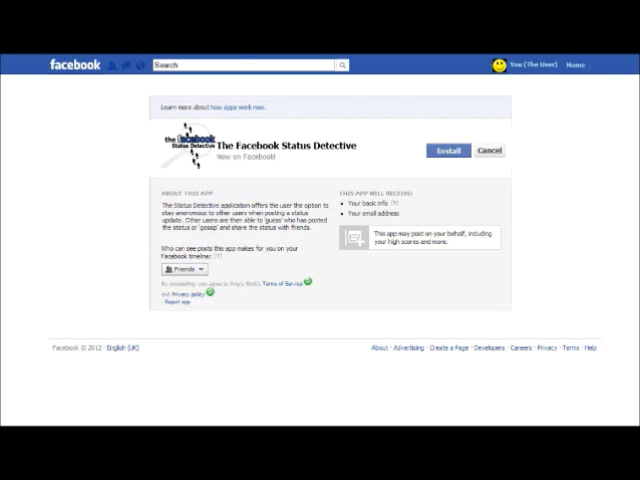 facebook
Search
You (The User)
Home
Learn more about how apps work now.
the facebook
Status Detective
The Facebook Status Detective
New on Facebook!
Install
Cancel
ABOUT THIS APP
The Status Detective application offers the user the option to
stay anonymous to other users when posting a status
update. Other users are then able to 'guess' who has posted
the status or 'gossip' and share the status with friends.
Who can see posts this app makes for you on your
Facebook timeline: [?]
Friends
By proceeding, you agree to Angry Birds's Terms of Service
and Privacy policy
· Report app
THIS APP WILL RECEIVE:
• Your basic info [?]
• Your email address
This app may post on your behalf, including
your high scores and more.
Facebook © 2012 · English (UK)
About · Advertising · Create a Page · Developers · Careers · Privacy · Terms · Help